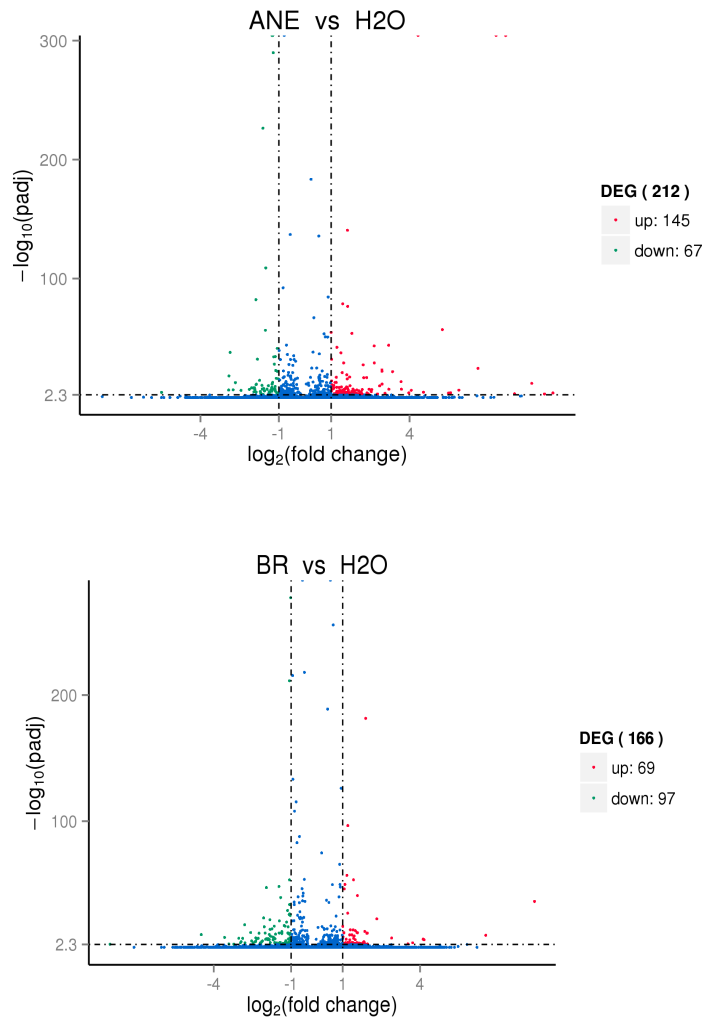 ANE vs H2O
300
200
100
2.3
−log10(padj)
-4 -1 1 4
log2(fold change)
DEG ( 212 )
up: 145
down: 67
BR vs H2O
200
100
2.3
−log10(padj)
-4 -1 1 4
log2(fold change)
DEG ( 166 )
up: 69
down: 97